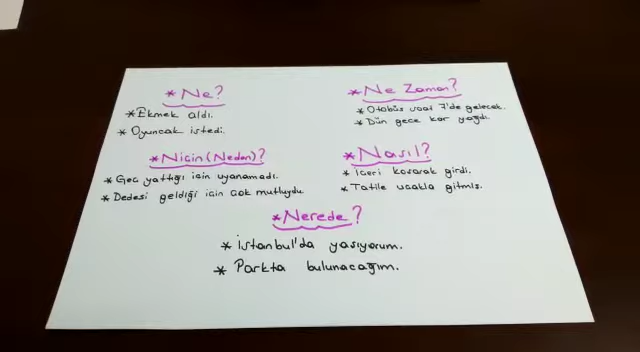 * Ne?
* Ekmek aldı.
* Oyuncak istedi.
* Ne Zaman?
* Otobüs saat 7'de gelecek.
* Dün gece kar yağdı.
* Niçin (Neden)?
* Geç yattığı için uyanamadı.
* Dedesi geldiği için çok mutluydu
* Nasıl?
* İçeri koşarak girdi.
* Tatile uçakla gitmiş.
* Nerede?
* İstanbul'da yaşıyorum.
* Parkta bulunacağım.